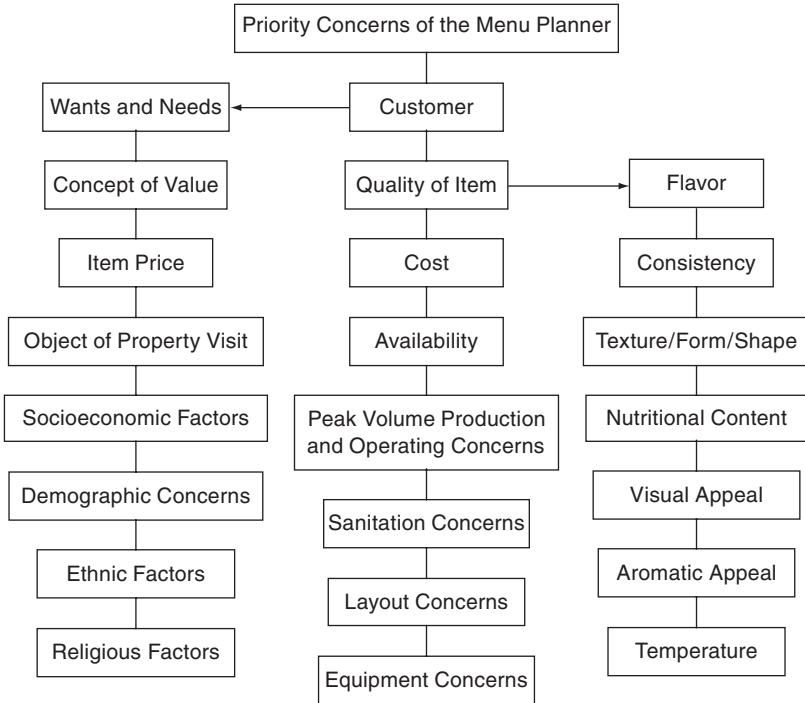 Priority Concerns of the Menu Planner
Wants and Needs
Customer
Concept of Value
Quality of Item
Flavor
Item Price
Cost
Consistency
Object of Property Visit
Availability
Texture/Form/Shape
Socioeconomic Factors
Peak Volume Production
and Operating Concerns
Nutritional Content
Demographic Concerns
Sanitation Concerns
Visual Appeal
Ethnic Factors
Layout Concerns
Aromatic Appeal
Religious Factors
Equipment Concerns
Temperature